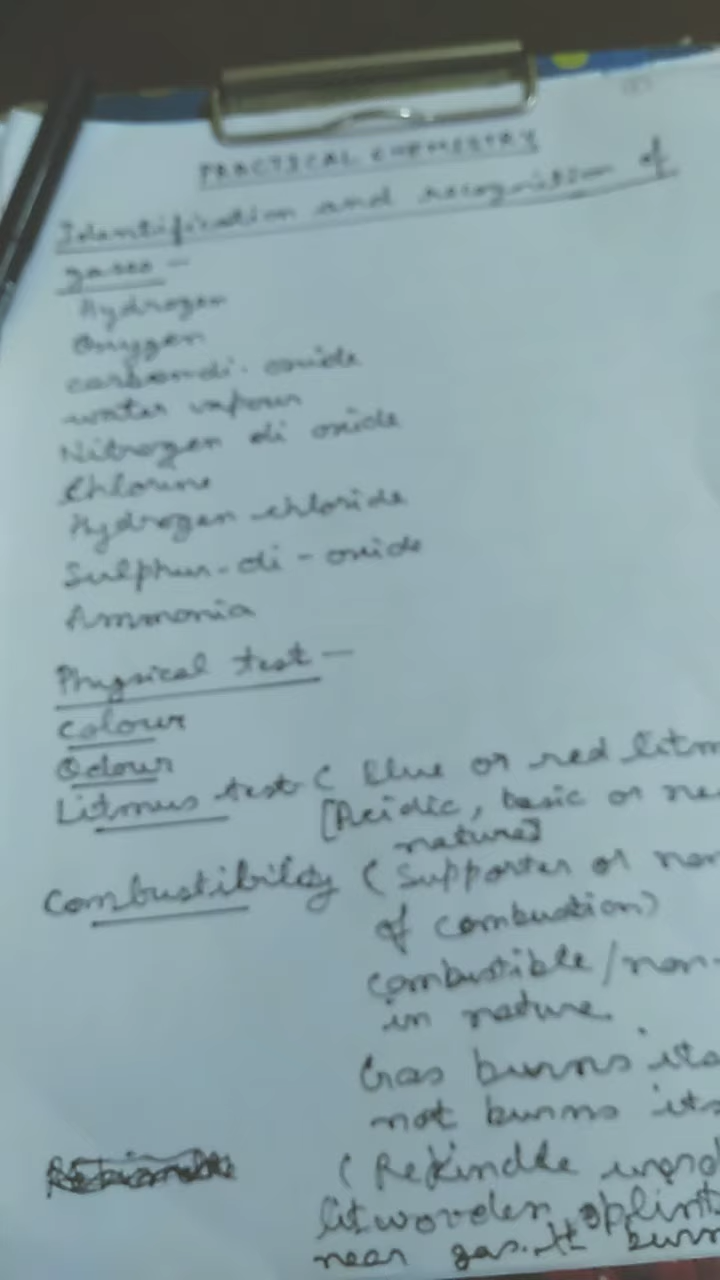 PRACTICAL CHEMISTRY
Identification and recognition of
gases -
Hydrogen
Oxygen
carbondi-oxide
water vapour
Nitrogen di oxide
Chlorine
Hydrogen chloride
Sulphur-di-oxide
Ammonia
Physical test -
Colour
Odour
Litmus test ( Blue or red litm
[Acidic, basic or ne
nature]
Combustibility ( Supporter or non
of combustion)
combustible/non-
in nature.
Gas burns its
not burns its
( Rekindle word
lit wooden splint
near gas. It burn